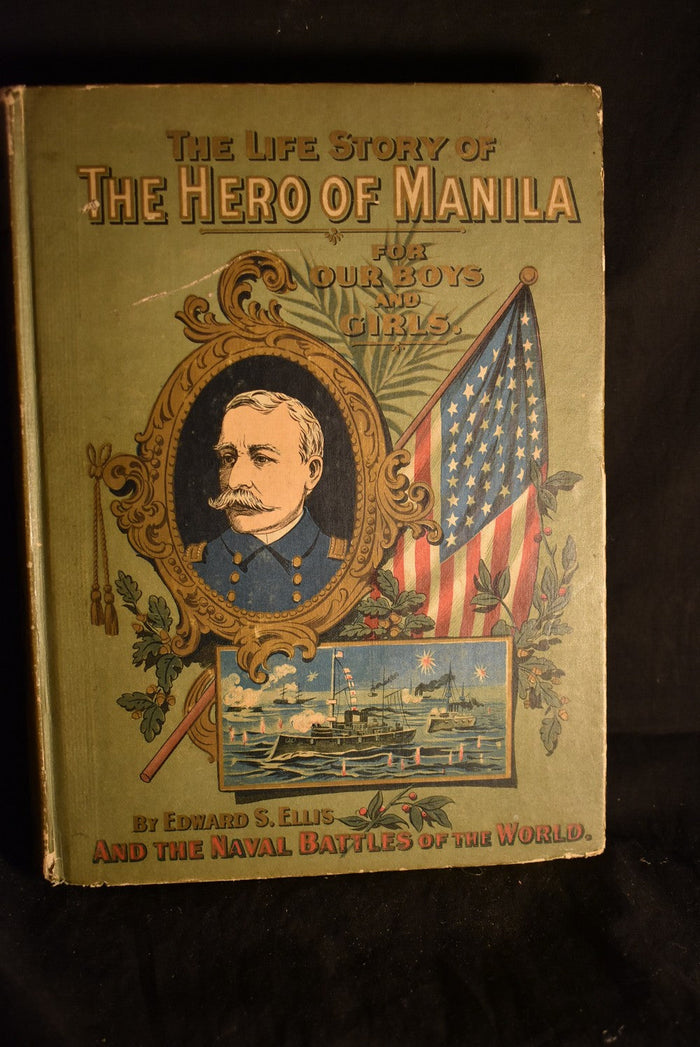 The Life Story of
The Hero of Manila
For
Our Boys
and
Girls.
By Edward S. Ellis
And the Naval Battles of the World.